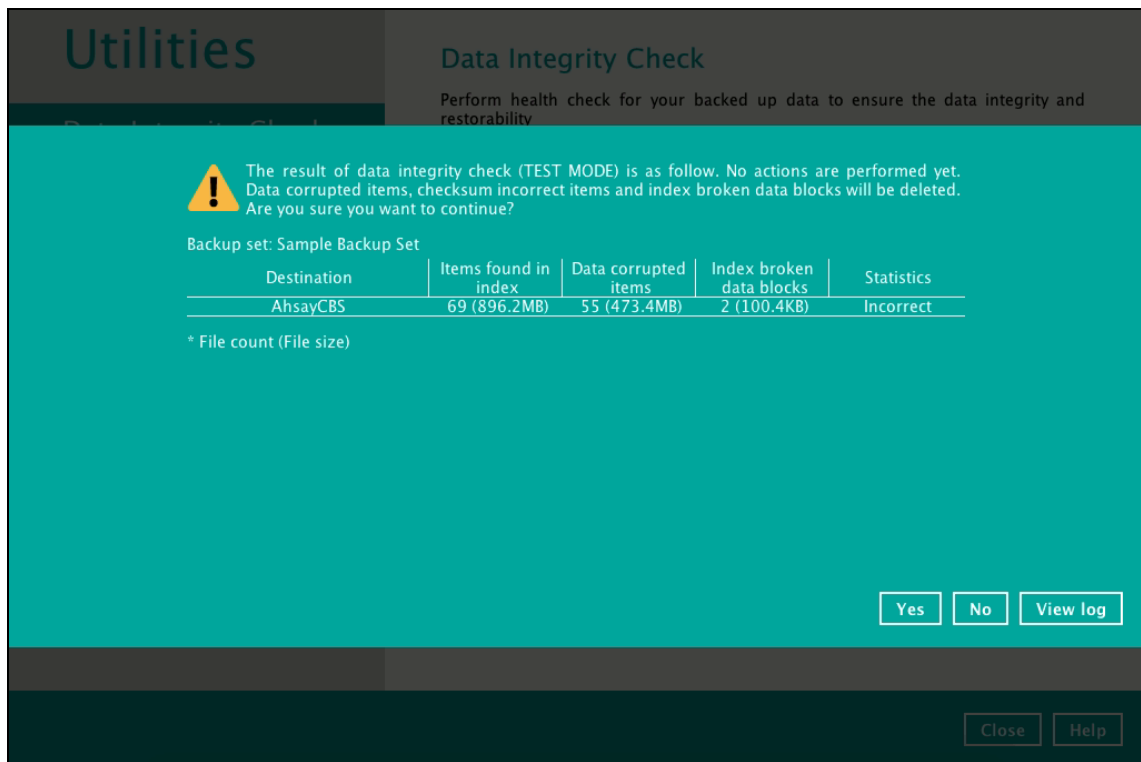 Utilities
Data Integrity Check
Perform health check for your backed up data to ensure the data integrity and
restorability
Data Integrity Check
The result of data integrity check (TEST MODE) is as follow. No actions are performed yet.
Data corrupted items, checksum incorrect items and index broken data blocks will be deleted.
Are you sure you want to continue?
Backup set: Sample Backup Set
Destination Items found in index Data corrupted items Index broken data blocks Statistics
AhsayCBS 69 (896.2MB) 55 (473.4MB) 2 (100.4KB) Incorrect
* File count (File size)
Yes No View log
Close Help